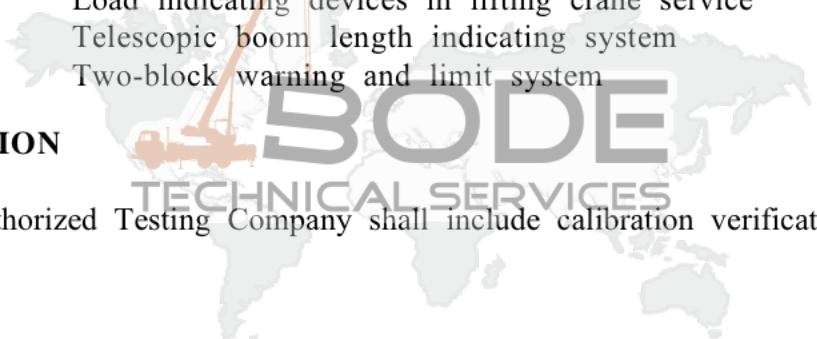 Load indicating devices in lifting crane service
Telescopic boom length indicating system
Two-block warning and limit system
BODE
ION
TECHNICAL SERVICES
thorized Testing Company shall include calibration verificat